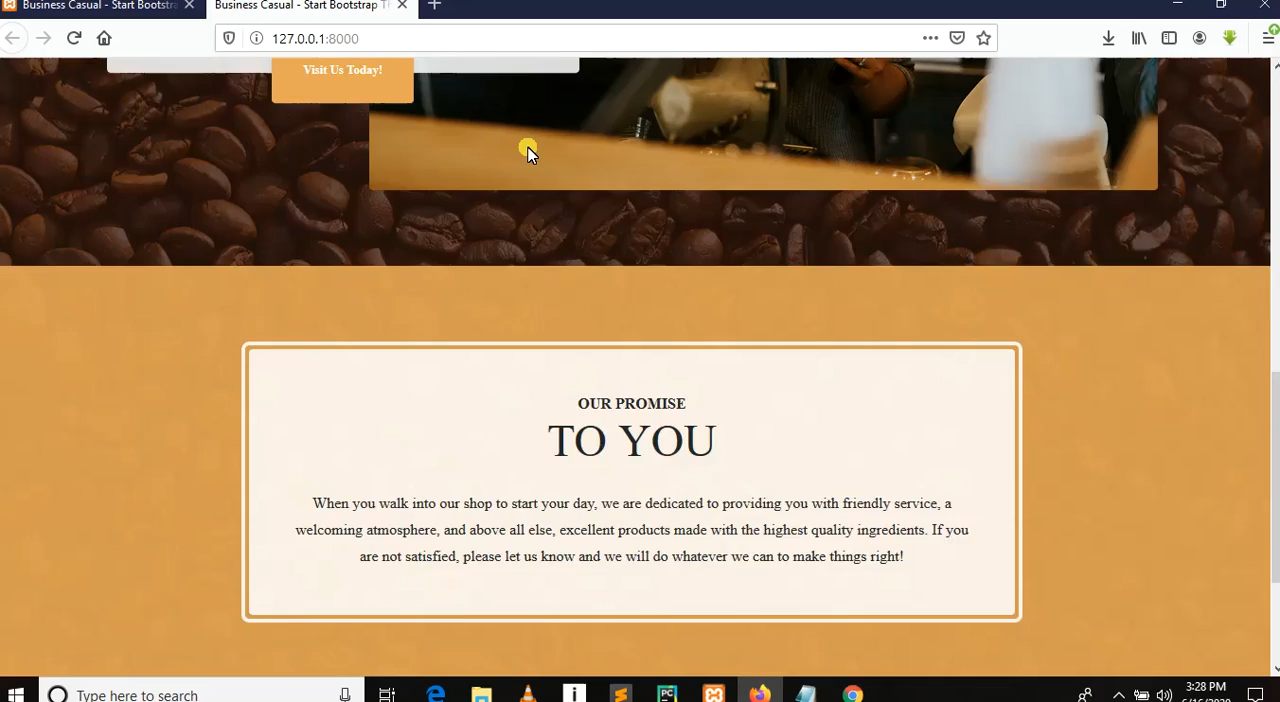 Business Casual - Start Bootstra
Business Casual - Start Bootstrap T
127.0.0.1:8000
Visit Us Today!
OUR PROMISE
TO YOU
When you walk into our shop to start your day, we are dedicated to providing you with friendly service, a
welcoming atmosphere, and above all else, excellent products made with the highest quality ingredients. If you
are not satisfied, please let us know and we will do whatever we can to make things right!
Type here to search
3:28 PM